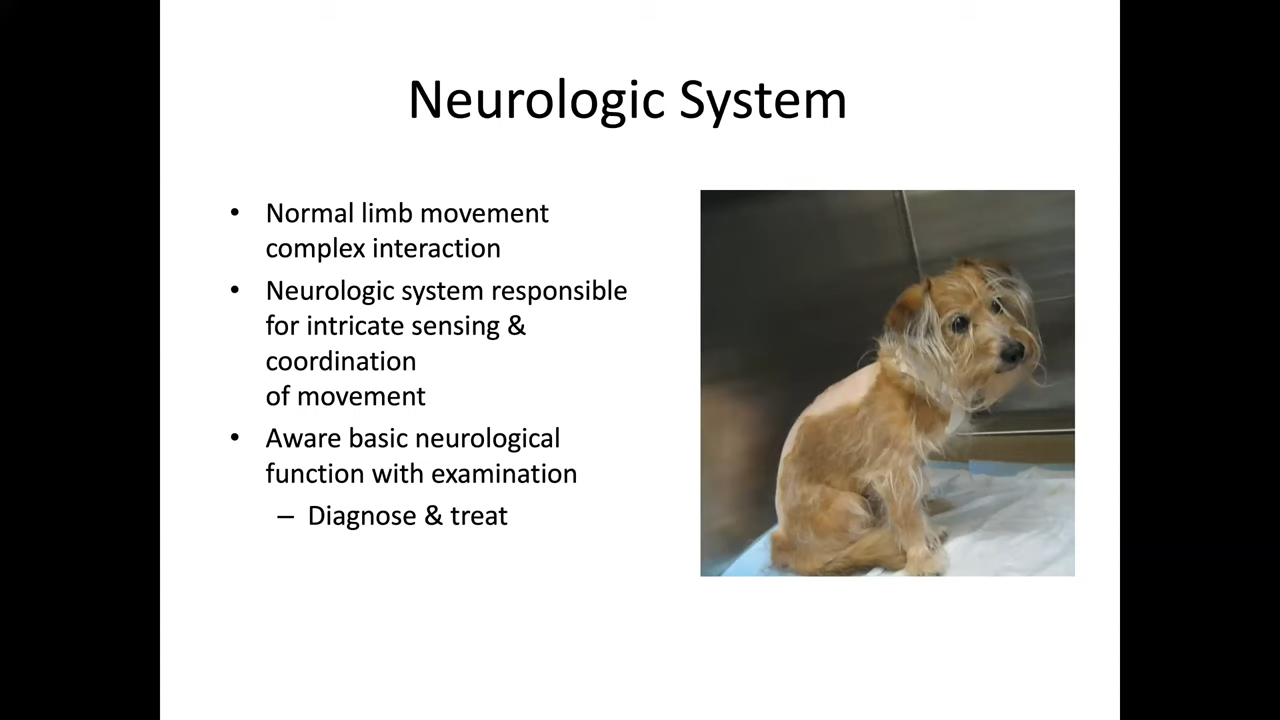 Neurologic System
• Normal limb movement
complex interaction
• Neurologic system responsible
for intricate sensing &
coordination
of movement
• Aware basic neurological
function with examination
– Diagnose & treat